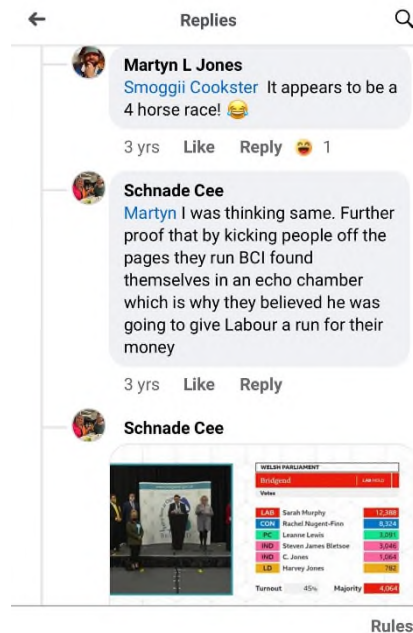 Replies
Martyn L Jones
Smoggii Cookster It appears to be a
4 horse race! 😂
3 yrs Like Reply 😆 1
Schnade Cee
Martyn I was thinking same. Further
proof that by kicking people off the
pages they run BCI found
themselves in an echo chamber
which is why they believed he was
going to give Labour a run for their
money
3 yrs Like Reply
Schnade Cee
WELSH PARLIAMENT
Bridgend LAB HOLD
Votes
LAB Sarah Murphy 12,388
CON Rachel Nugent-Finn 8,324
PC Leanne Lewis 3,091
IND Steven James Bletsoe 3,046
IND C. Jones 1,064
LD Harvey Jones 782
Turnout 45% Majority 4,064
Rules